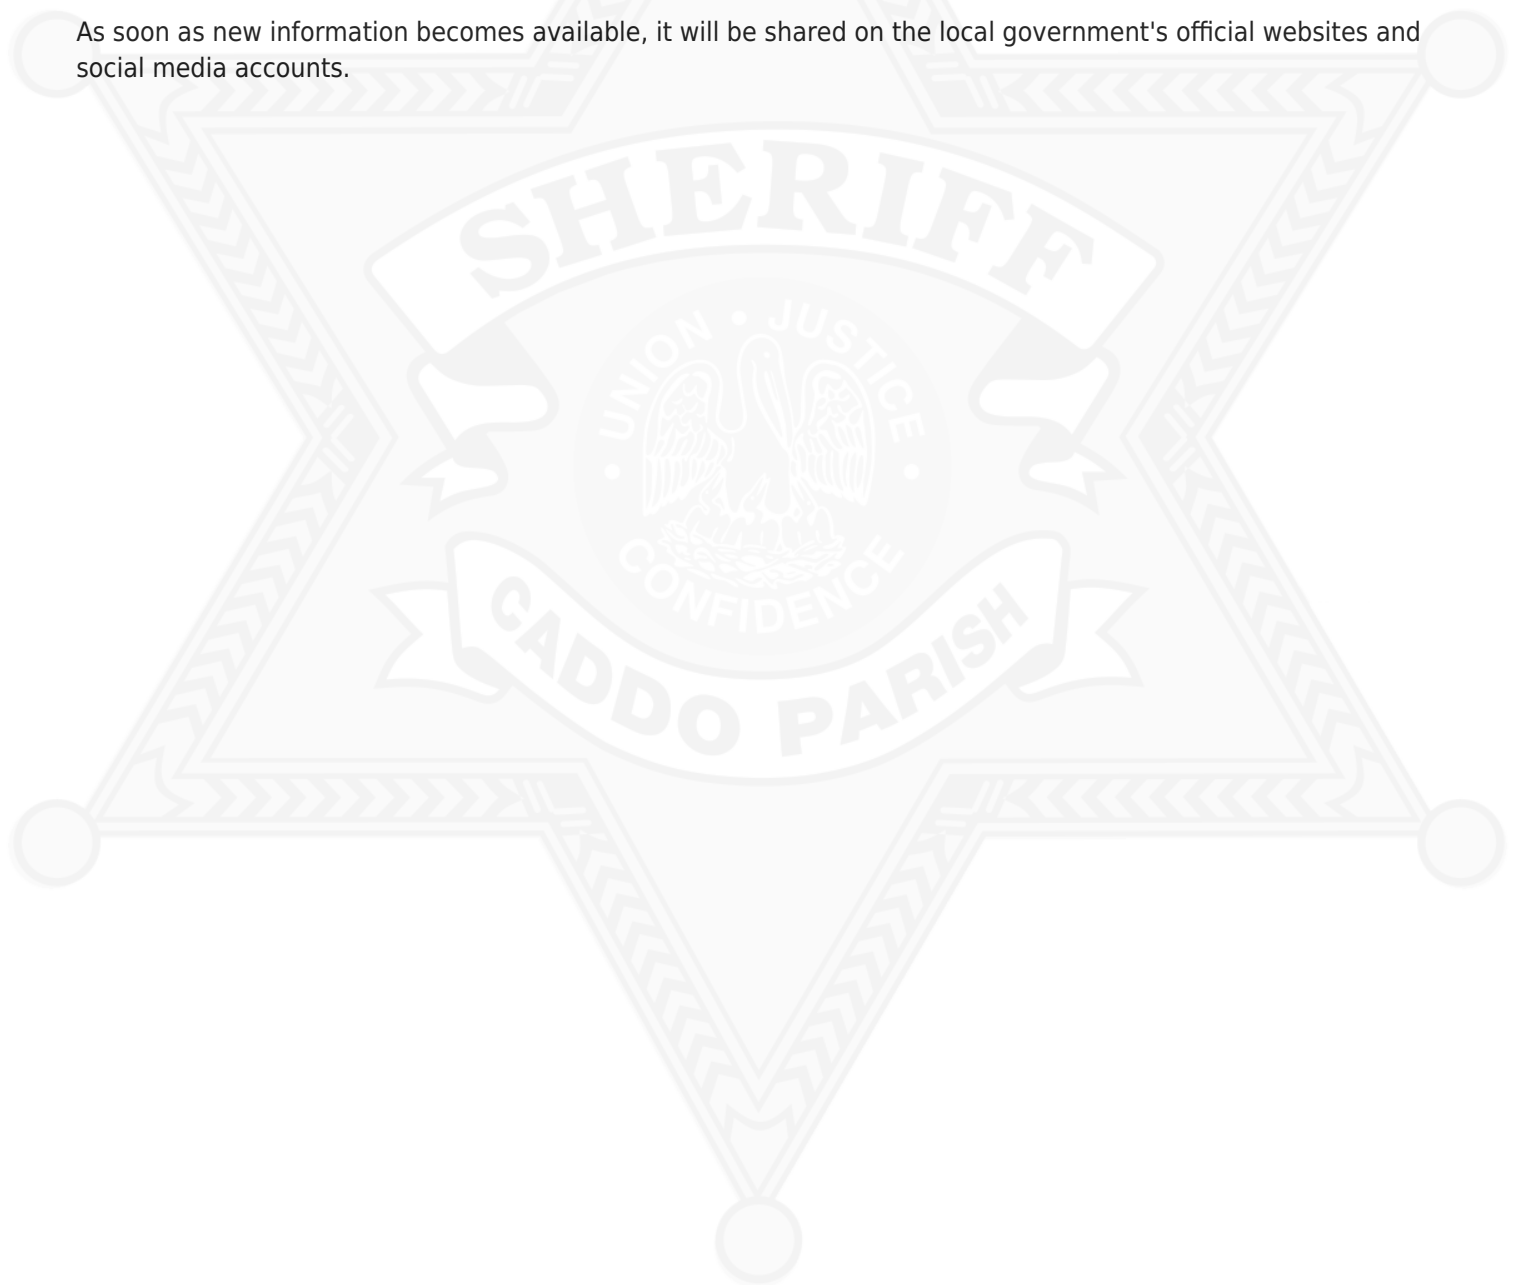 As soon as new information becomes available, it will be shared on the local government's official websites and
social media accounts.
SHERIFF
UNION • JUSTICE
CONFIDENCE
CADDO PARISH